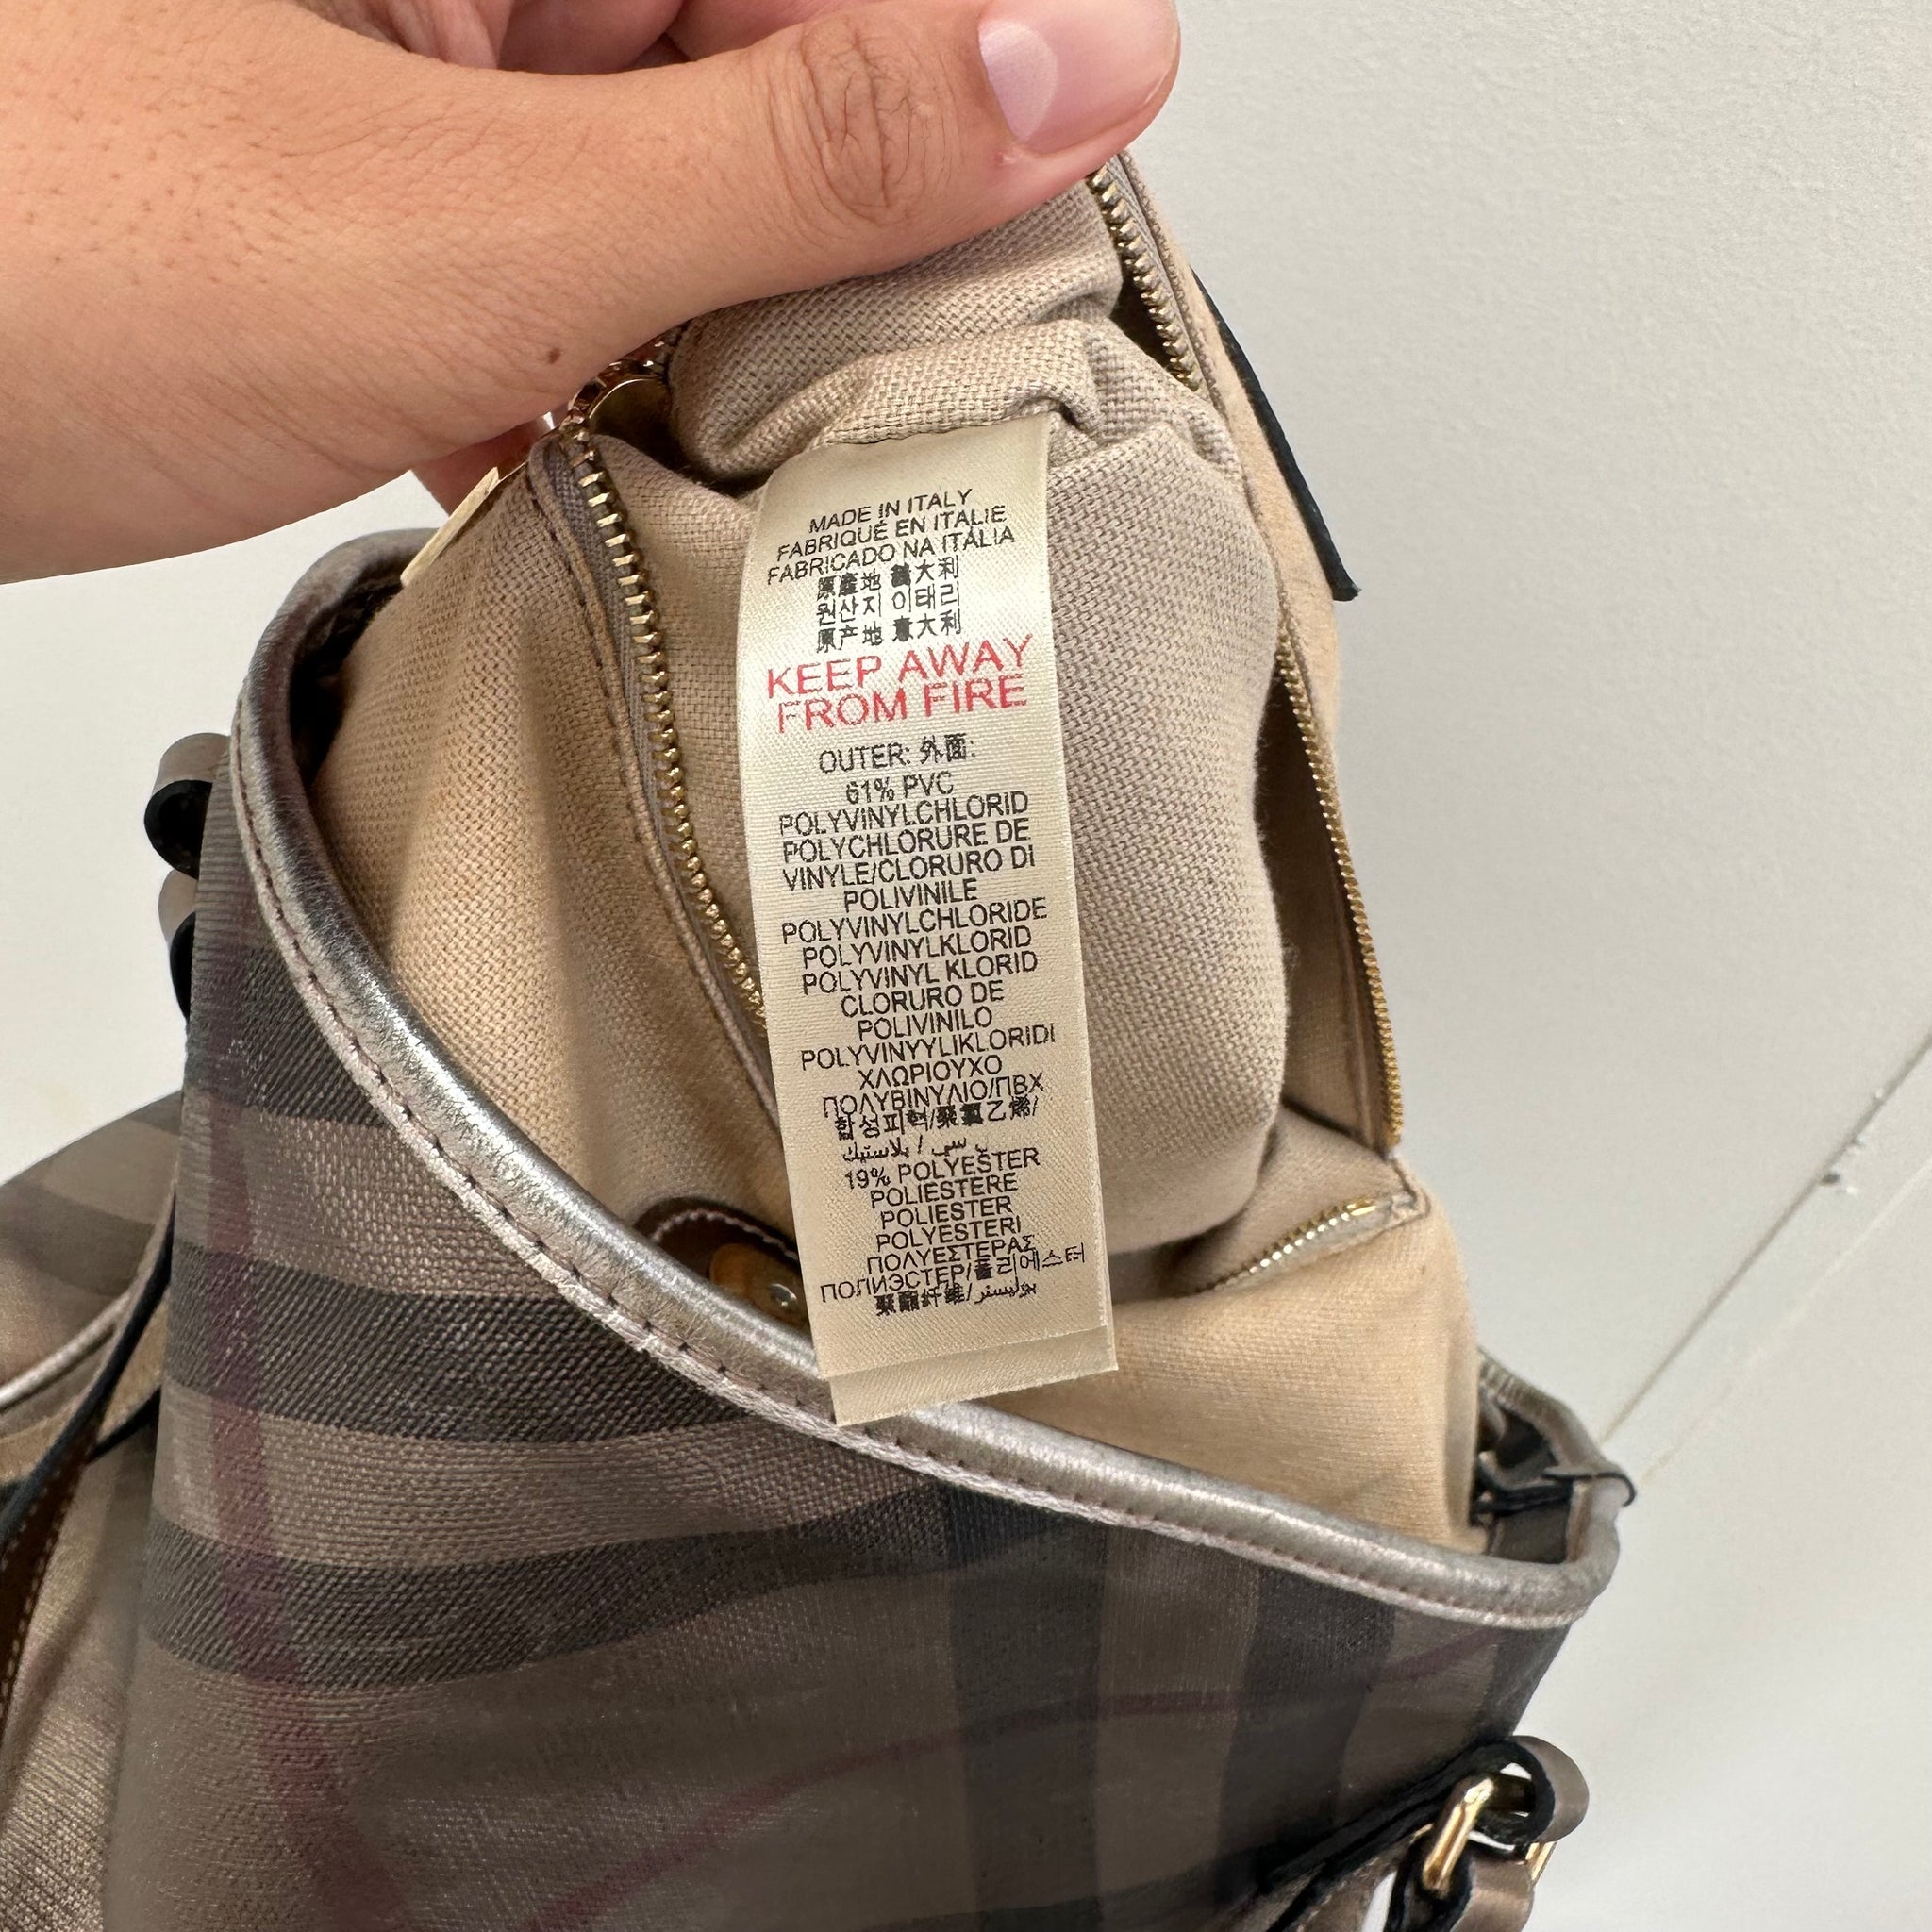 MADE IN ITALY
FABRIQUÉ EN ITALIE
FABRICADO NA ITÁLIA
原產地 義大利
원산지 이태리
原产地 意大利
KEEP AWAY
FROM FIRE
OUTER: 外面:
61% PVC
POLYVINYLCHLORID
POLYCHLORURE DE
VINYLE/CLORURO DI
POLIVINILE
POLYVINYLCHLORIDE
POLYVINYLKLORID
POLYVINYL KLORID
CLORURO DE
POLIVINILO
POLYVINYYLIKLORIDI
ΧΛΩΡΙΟΥΧΟ
ΠΟΛΥΒΙΝΥΛΙΟ/ПВХ
합성피혁/聚氯乙烯/
بلاستيك /
19% POLYESTER
POLIESTERE
POLIESTER
POLYESTERI
ΠΟΛΥΕΣΤΕΡΑΣ
ПОЛИЭСТЕР/폴리에스터
聚酯纤维/بوليستر